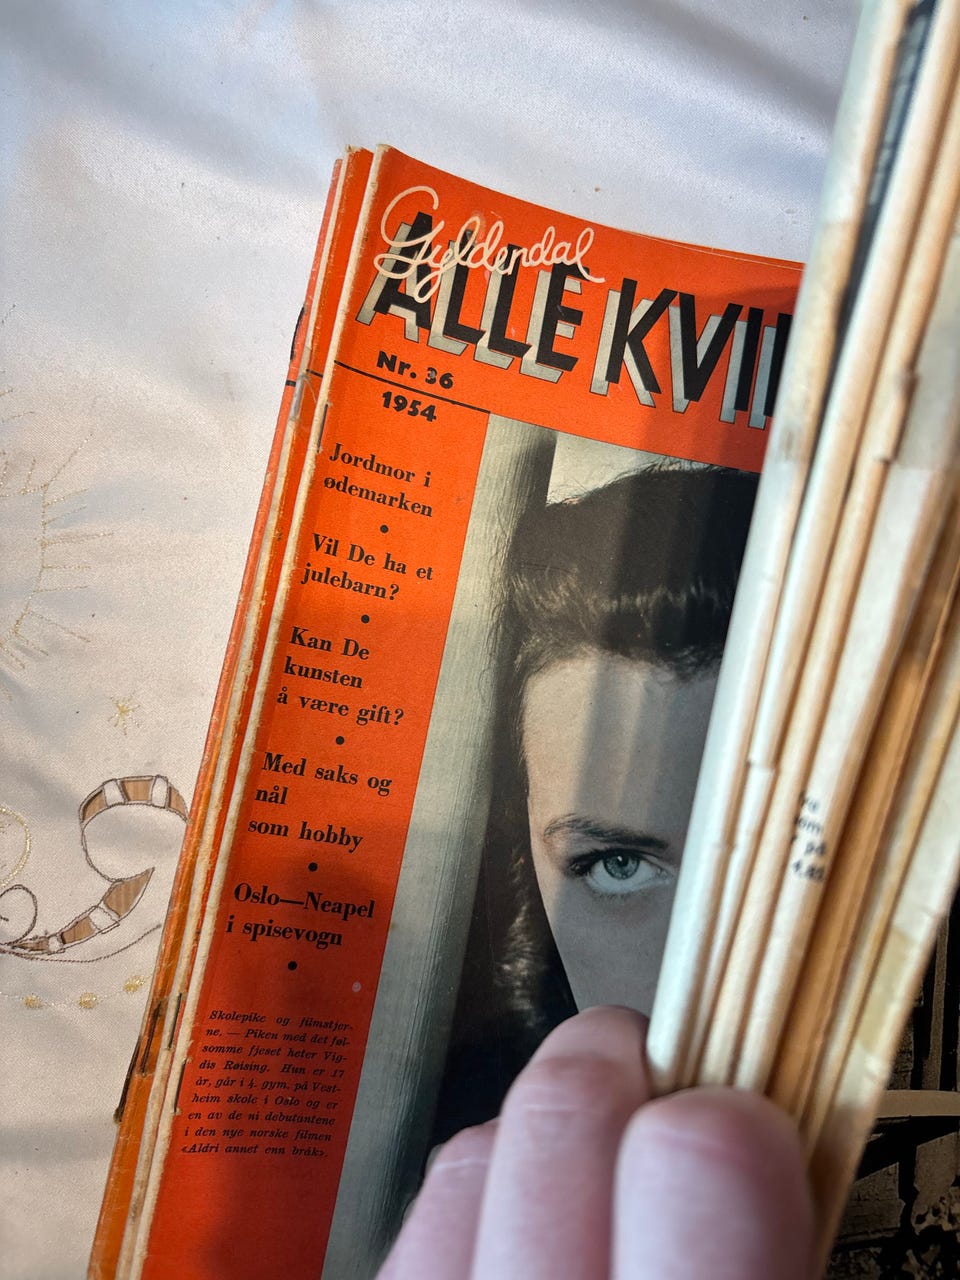 Gyldendal
ALLE KVI
Nr. 36
1954
Jordmor i
ødemarken
Vil De ha et
julebarn?
Kan De
kunsten
å være gift?
Med saks og
nål
som hobby
Oslo—Neapel
i spisevogn
Skolepike og filmstjer-
ne. — Piken med det føl-
somme fjeset heter Vig-
dis Røising. Hun er 17
år, går i 4. gym. på Vest-
heim skole i Oslo og er
en av de ni debutantene
i den nye norske filmen
«Aldri annet enn bråk».